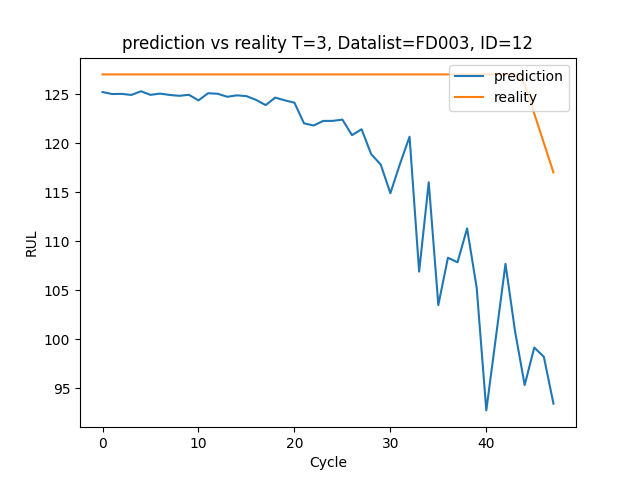 prediction vs reality T=3, Datalist=FD003, ID=12
prediction
reality
125
120
115
110
105
100
95
RUL
0 10 20 30 40
Cycle